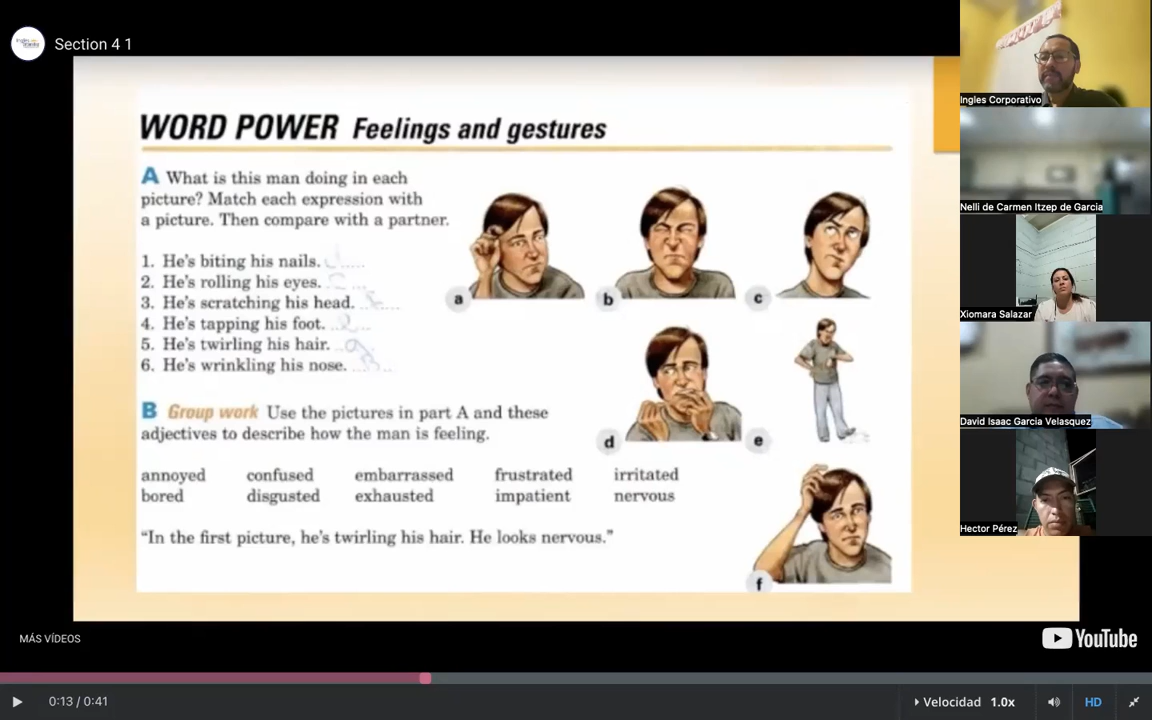 Section 4 1
WORD POWER Feelings and gestures
A What is this man doing in each
picture? Match each expression with
a picture. Then compare with a partner.
1. He's biting his nails.
2. He's rolling his eyes.
3. He's scratching his head.
4. He's tapping his foot.
5. He's twirling his hair.
6. He's wrinkling his nose.
a
b
c
d
e
f
B Group work Use the pictures in part A and these
adjectives to describe how the man is feeling.
annoyed confused embarrassed frustrated irritated
bored disgusted exhausted impatient nervous
"In the first picture, he's twirling his hair. He looks nervous."
Ingles Corporativo
Nelli de Carmen Itzep de Garcia
Xiomara Salazar
David Isaac Garcia Velasquez
Hector Pérez
MÁS VÍDEOS
YouTube
0:13 / 0:41
Velocidad 1.0x
HD